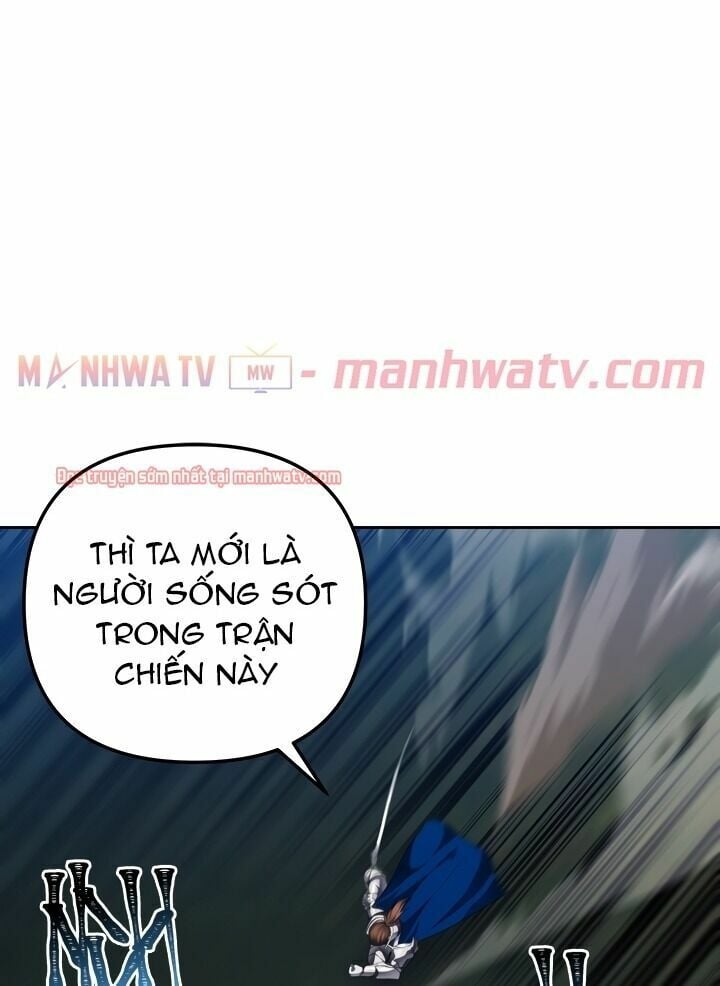 MANHWA TV MW - manhwatv.com
Đọc truyện sớm nhất tại manhwatv.com
THÌ TA MỚI LÀ
NGƯỜI SỐNG SÓT
TRONG TRẬN
CHIẾN NÀY